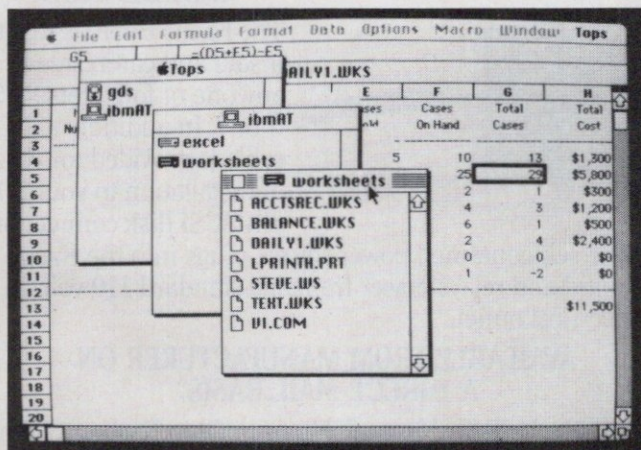 File Edit Formula Format Data Options Macro Window Tops
G5 =(D5+E5)-F5
Tops
DAILY1.WKS
gds
ibmAT
ibmAT
excel
worksheets
worksheets
ACCTSREC.WKS
BALANCE.WKS
DAILY1.WKS
LPRINTH.PRT
STEVE.WS
TEXT.WKS
V1.COM
E F G H
ases Cases Total Total
On Hand Cases Cost
5 10 13 $1,300
25 29 $5,800
2 1 $300
4 3 $1,200
6 1 $500
2 4 $2,400
0 0 $0
1 -2 $0
$11,500
1
2
3
4
5
6
7
8
9
10
11
12
13
14
15
16
17
18
19
20